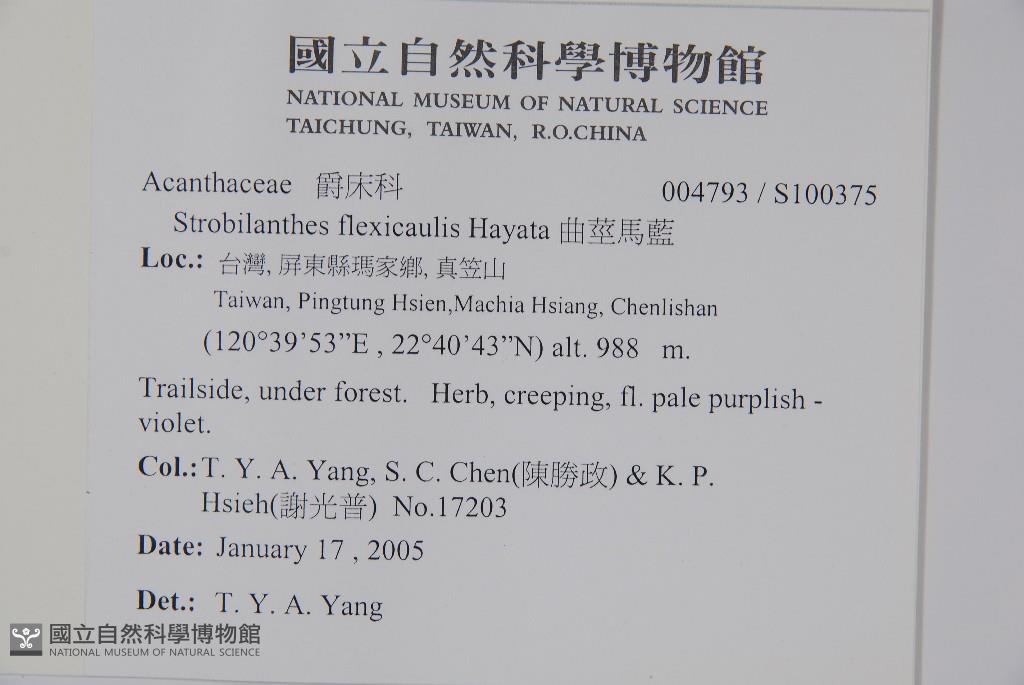 國立自然科學博物館
NATIONAL MUSEUM OF NATURAL SCIENCE
TAICHUNG, TAIWAN, R.O.CHINA
Acanthaceae 爵床科 004793 / S100375
Strobilanthes flexicaulis Hayata 曲莖馬藍
Loc.: 台灣, 屏東縣瑪家鄉, 真笠山
Taiwan, Pingtung Hsien,Machia Hsiang, Chenlishan
(120°39’53”E , 22°40’43”N) alt. 988 m.
Trailside, under forest. Herb, creeping, fl. pale purplish -
violet.
Col.: T. Y. A. Yang, S. C. Chen(陳勝政) & K. P.
Hsieh(謝光普) No.17203
Date: January 17 , 2005
Det.: T. Y. A. Yang
國立自然科學博物館
NATIONAL MUSEUM OF NATURAL SCIENCE